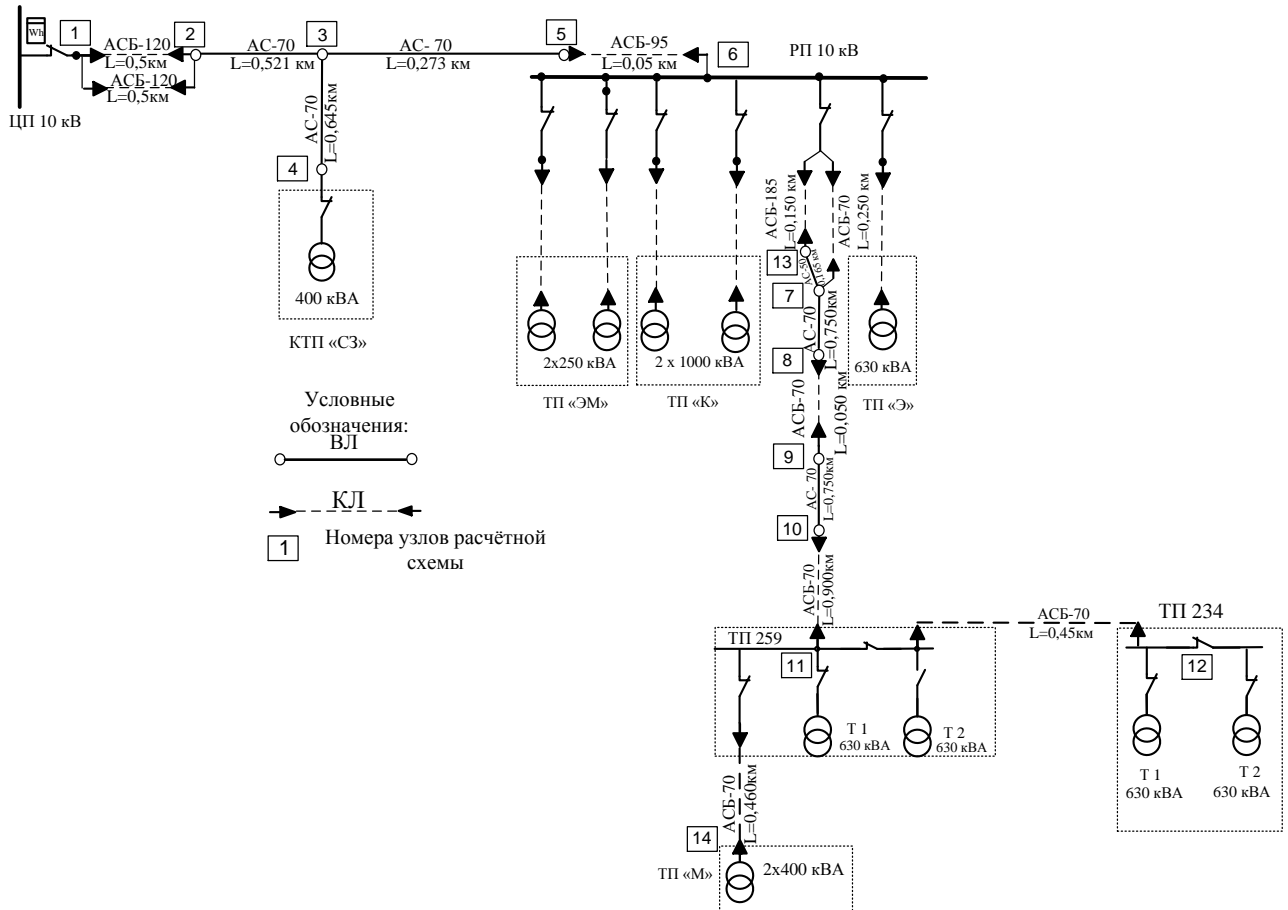 Wh
1
АСБ-120
L=0,5км
АСБ-120
L=0,5км
ЦП 10 кВ
2
АС-70
L=0,521 км
3
АС- 70
L=0,273 км
5
АСБ-95
L=0,05 км
6
РП 10 кВ
АС-70
L=0,645км
4
400 кВА
КТП «СЗ»
2х250 кВА
ТП «ЭМ»
2 х 1000 кВА
ТП «К»
АСБ-185
L=0,150 км
АСБ-70
L=0,250 км
13
АС-50
0,165 км
7
АС-70
L=0,750км
8
630 кВА
ТП «Э»
АСБ-70
L=0,050 км
9
АС- 70
L=0,750км
10
АСБ-70
L=0,900км
Условные
обозначения:
ВЛ
КЛ
1
Номера узлов расчётной
схемы
ТП 259
11
Т 1
630 кВА
Т 2
630 кВА
АСБ-70
L=0,45км
ТП 234
12
Т 1
630 кВА
Т 2
630 кВА
АСБ-70
L=0,460км
14
ТП «М»
2х400 кВА